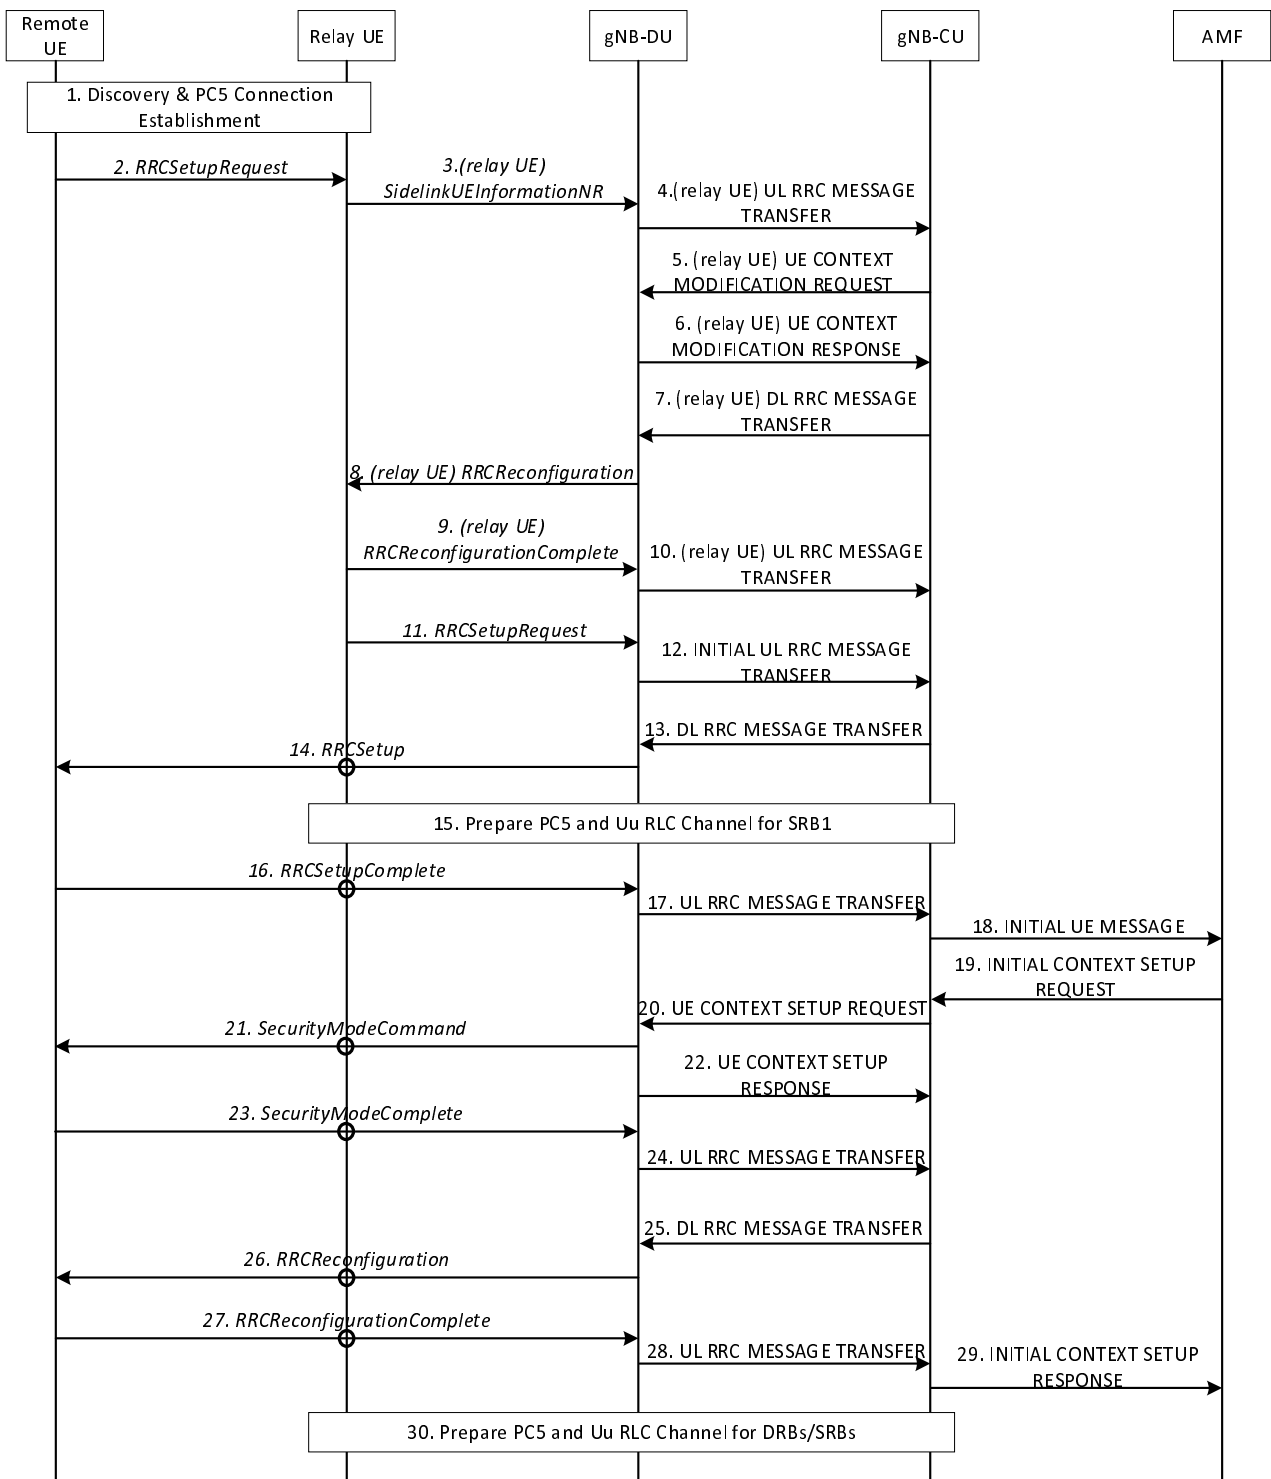 Remote
UE
Relay UE
gNB-DU
gNB-CU
AMF
1. Discovery & PC5 Connection
Establishment
2. RRCSetupRequest
3.(relay UE)
SidelinkUEInformationNR
4.(relay UE) UL RRC MESSAGE
TRANSFER
5. (relay UE) UE CONTEXT
MODIFICATION REQUEST
6. (relay UE) UE CONTEXT
MODIFICATION RESPONSE
7. (relay UE) DL RRC MESSAGE
TRANSFER
8. (relay UE) RRCReconfiguration
9. (relay UE)
RRCReconfigurationComplete
10. (relay UE) UL RRC MESSAGE
TRANSFER
11. RRCSetupRequest
12. INITIAL UL RRC MESSAGE
TRANSFER
13. DL RRC MESSAGE TRANSFER
14. RRCSetup
15. Prepare PC5 and Uu RLC Channel for SRB1
16. RRCSetupComplete
17. UL RRC MESSAGE TRANSFER
18. INITIAL UE MESSAGE
19. INITIAL CONTEXT SETUP
REQUEST
20. UE CONTEXT SETUP REQUEST
21. SecurityModeCommand
22. UE CONTEXT SETUP
RESPONSE
23. SecurityModeComplete
24. UL RRC MESSAGE TRANSFER
25. DL RRC MESSAGE TRANSFER
26. RRCReconfiguration
27. RRCReconfigurationComplete
28. UL RRC MESSAGE TRANSFER
29. INITIAL CONTEXT SETUP
RESPONSE
30. Prepare PC5 and Uu RLC Channel for DRBs/SRBs